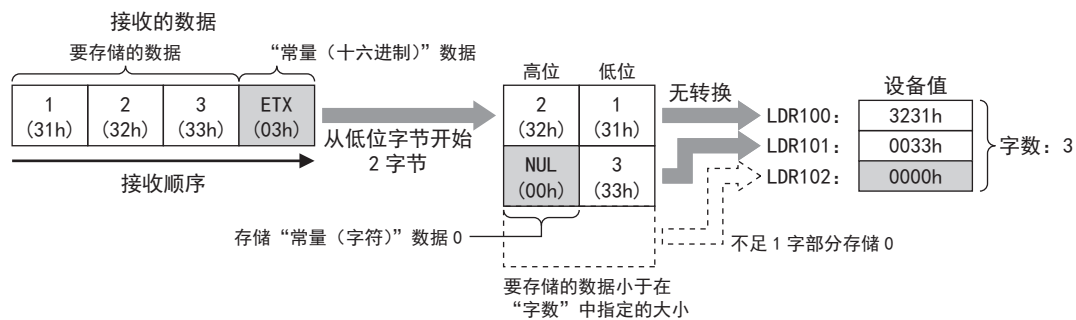 接收的数据
要存储的数据 “常量（十六进制）”数据
1 2 3 ETX
(31h) (32h) (33h) (03h)
接收顺序
从低位字节开始
2 字节
高位 低位
2 1
(32h) (31h)
NUL 3
(00h) (33h)
存储“常量（字符）”数据 0
要存储的数据小于在
“字数”中指定的大小
无转换
设备值
LDR100: 3231h
LDR101: 0033h
LDR102: 0000h
字数: 3
不足 1 字部分存储 0